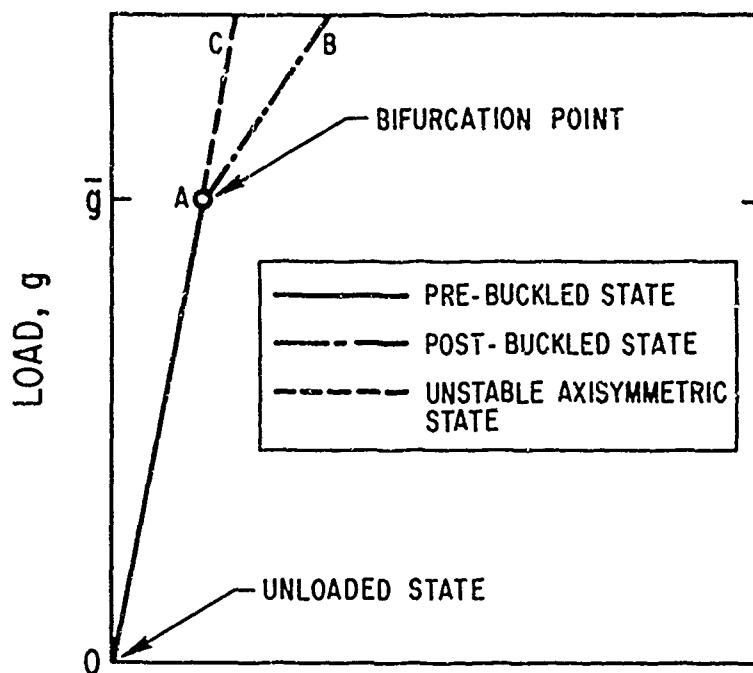 C
B
BIFURCATION POINT
A
g̅
PRE-BUCKLED STATE
POST-BUCKLED STATE
UNSTABLE AXISYMMETRIC
STATE
LOAD, g
UNLOADED STATE
0